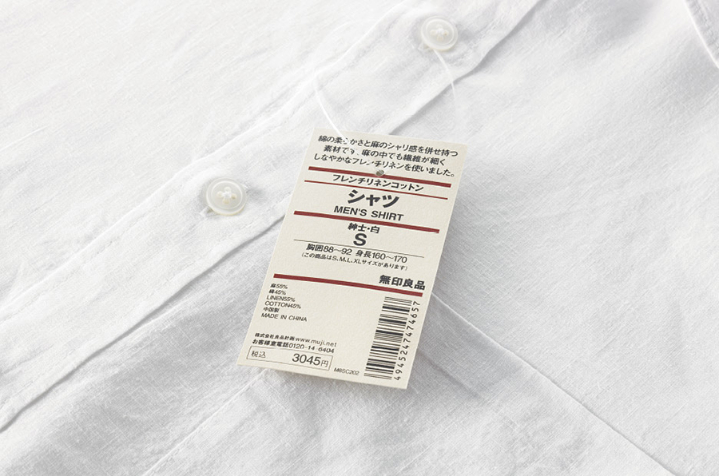 綿の柔らかさと麻のシャリ感を併せ持つ
素材です。麻の中でも繊維が細く
しなやかなフレンチリネンを使いました。
フレンチリネンコットン
シャツ
MEN'S SHIRT
紳士・白
S
胸囲88〜92 身長160〜170
(この商品はS、M、L、XLサイズがあります)
無印良品
麻55%
綿45%
LINEN55%
COTTON45%
中国製
MADE IN CHINA
株式会社良品計画 www.muji.net
お客様室電話0120-14-6404
税込 3045円
4945247474657